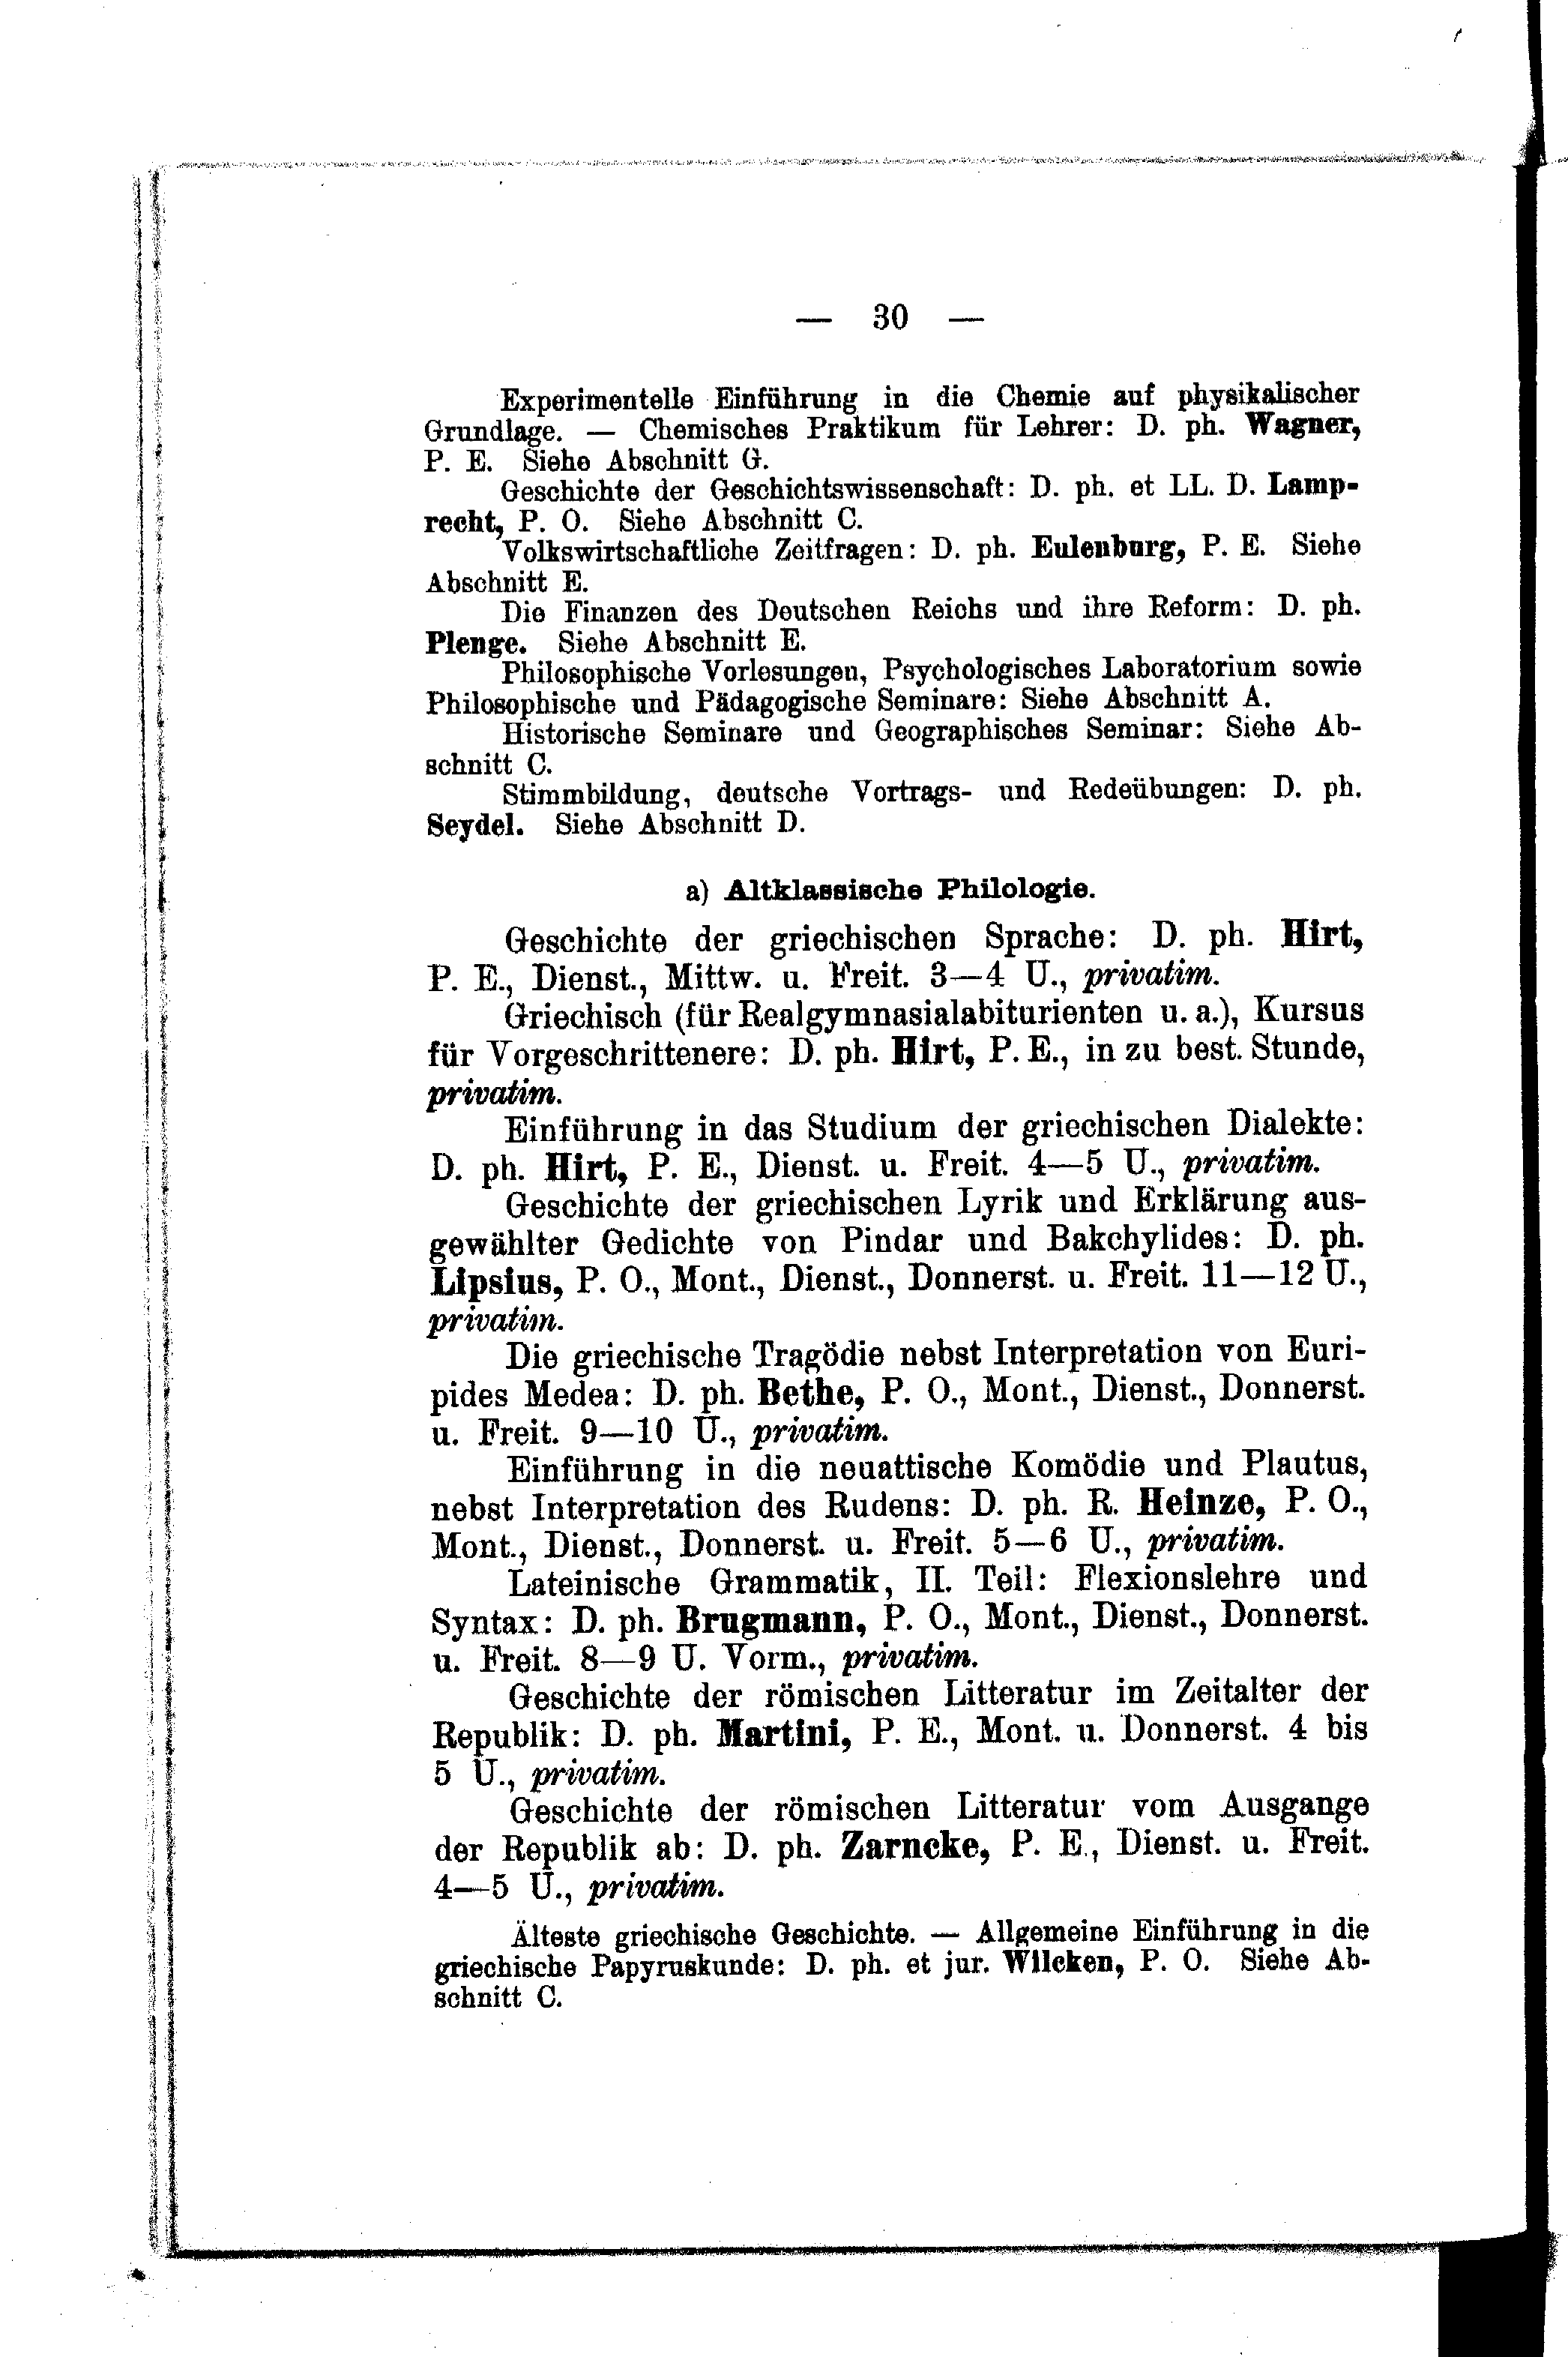 — 30 —
Experimentelle Einführung in die Chemie auf physikalischer
Grundlage. — Chemisches Praktikum für Lehrer: D. ph. Wagner,
P. E. Siehe Abschnitt G.
Geschichte der Geschichtswissenschaft: D. ph. et LL. D. Lamp-
recht, P. O. Siehe Abschnitt C.
Volkswirtschaftliche Zeitfragen: D. ph. Eulenburg, P. E. Siehe
Abschnitt E.
Die Finanzen des Deutschen Reichs und ihre Reform: D. ph.
Plenge. Siehe Abschnitt E.
Philosophische Vorlesungen, Psychologisches Laboratorium sowie
Philosophische und Pädagogische Seminare: Siehe Abschnitt A.
Historische Seminare und Geographisches Seminar: Siehe Ab-
schnitt C.
Stimmbildung, deutsche Vortrags- und Redeübungen: D. ph.
Seydel. Siehe Abschnitt D.
a) Altklassische Philologie.
Geschichte der griechischen Sprache: D. ph. Hirt,
P. E., Dienst., Mittw. u. Freit. 3—4 U., privatim.
Griechisch (für Realgymnasialabiturienten u. a.), Kursus
für Vorgeschrittenere: D. ph. Hirt, P. E., in zu best. Stunde,
privatim.
Einführung in das Studium der griechischen Dialekte:
D. ph. Hirt, P. E., Dienst. u. Freit. 4—5 U., privatim.
Geschichte der griechischen Lyrik und Erklärung aus-
gewählter Gedichte von Pindar und Bakchylides: D. ph.
Lipsius, P. O., Mont., Dienst., Donnerst. u. Freit. 11—12 U.,
privatim.
Die griechische Tragödie nebst Interpretation von Euri-
pides Medea: D. ph. Bethe, P. O., Mont., Dienst., Donnerst.
u. Freit. 9—10 U., privatim.
Einführung in die neuattische Komödie und Plautus,
nebst Interpretation des Rudens: D. ph. R. Heinze, P. O.,
Mont., Dienst., Donnerst. u. Freit. 5—6 U., privatim.
Lateinische Grammatik, II. Teil: Flexionslehre und
Syntax: D. ph. Brugmann, P. O., Mont., Dienst., Donnerst.
u. Freit. 8—9 U. Vorm., privatim.
Geschichte der römischen Litteratur im Zeitalter der
Republik: D. ph. Martini, P. E., Mont. u. Donnerst. 4 bis
5 U., privatim.
Geschichte der römischen Litteratur vom Ausgange
der Republik ab: D. ph. Zarncke, P. E., Dienst. u. Freit.
4—5 U., privatim.
Älteste griechische Geschichte. — Allgemeine Einführung in die
griechische Papyruskunde: D. ph. et jur. Wilcken, P. O. Siehe Ab-
schnitt C.